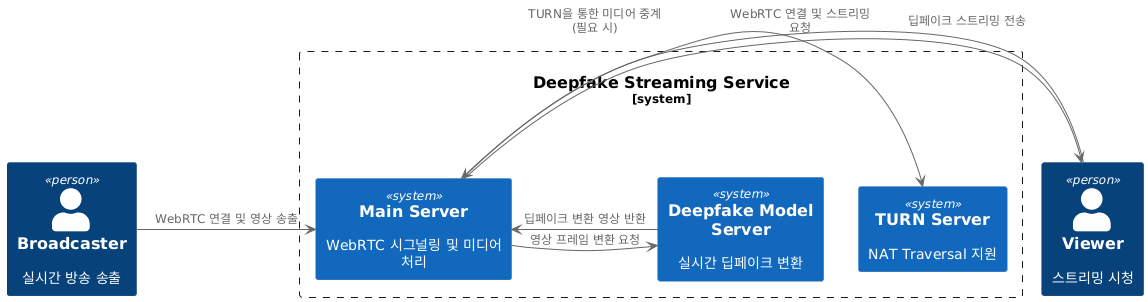 TURN을 통한 미디어 중계
(필요 시)
WebRTC 연결 및 스트리밍
요청
딥페이크 스트리밍 전송
Deepfake Streaming Service
[system]
«person»
Broadcaster
실시간 방송 송출
WebRTC 연결 및 영상 송출
«system»
Main Server
WebRTC 시그널링 및 미디어
처리
딥페이크 변환 영상 반환
영상 프레임 변환 요청
«system»
Deepfake Model
Server
실시간 딥페이크 변환
«system»
TURN Server
NAT Traversal 지원
«person»
Viewer
스트리밍 시청